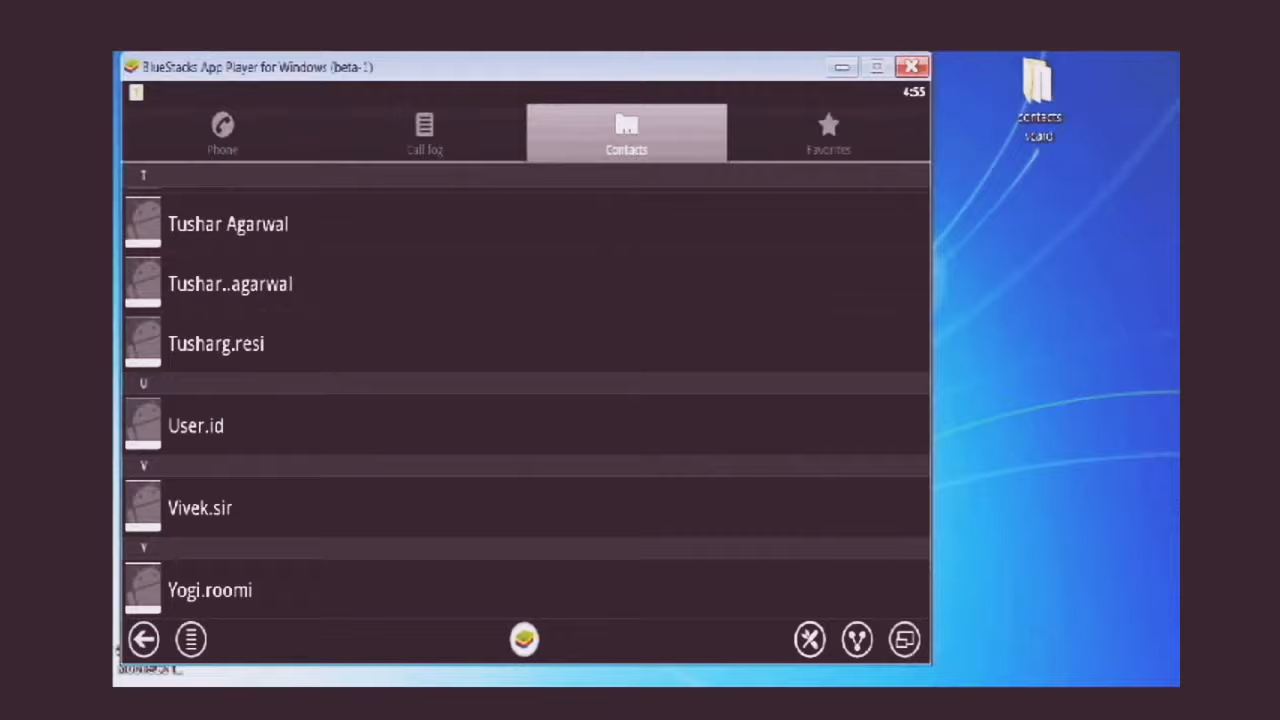 BlueStacks App Player for Windows (beta-1)
4:55
Phone
Call log
Contacts
Favorites
T
Tushar Agarwal
Tushar..agarwal
Tusharg.resi
U
User.id
V
Vivek.sir
Y
Yogi.roomi
contacts
vcard